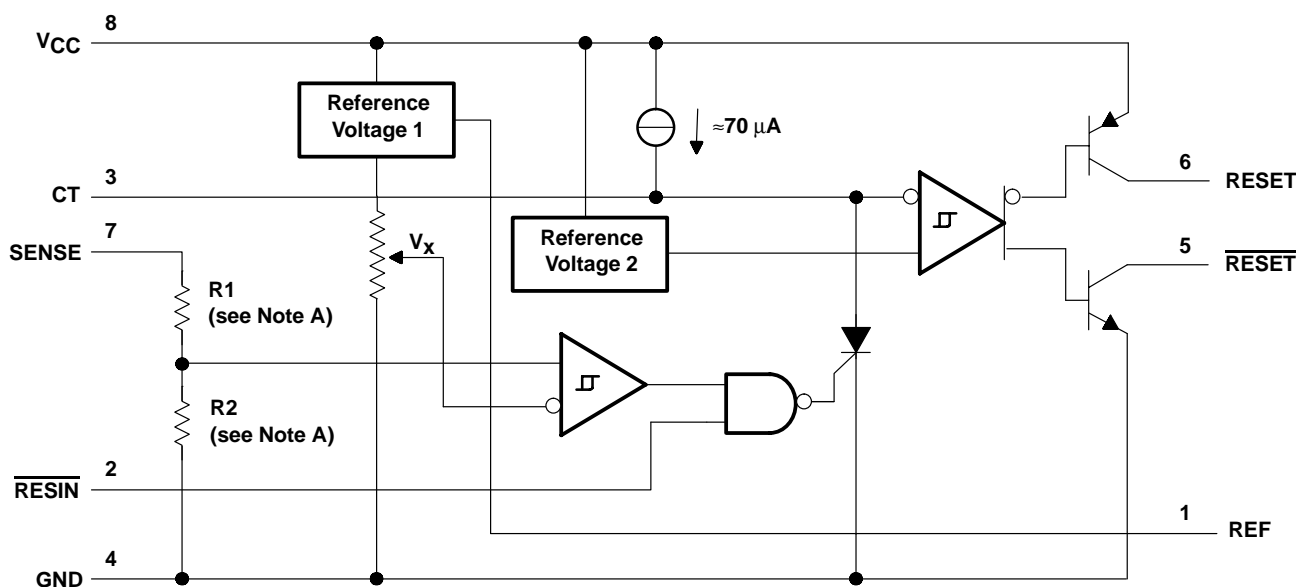 8
VCC
Reference
Voltage 1
≈70 μA
3
CT
6
RESET
7
SENSE
VX
Reference
Voltage 2
5
RESET
R1
(see Note A)
R2
(see Note A)
2
RESIN
1
REF
4
GND